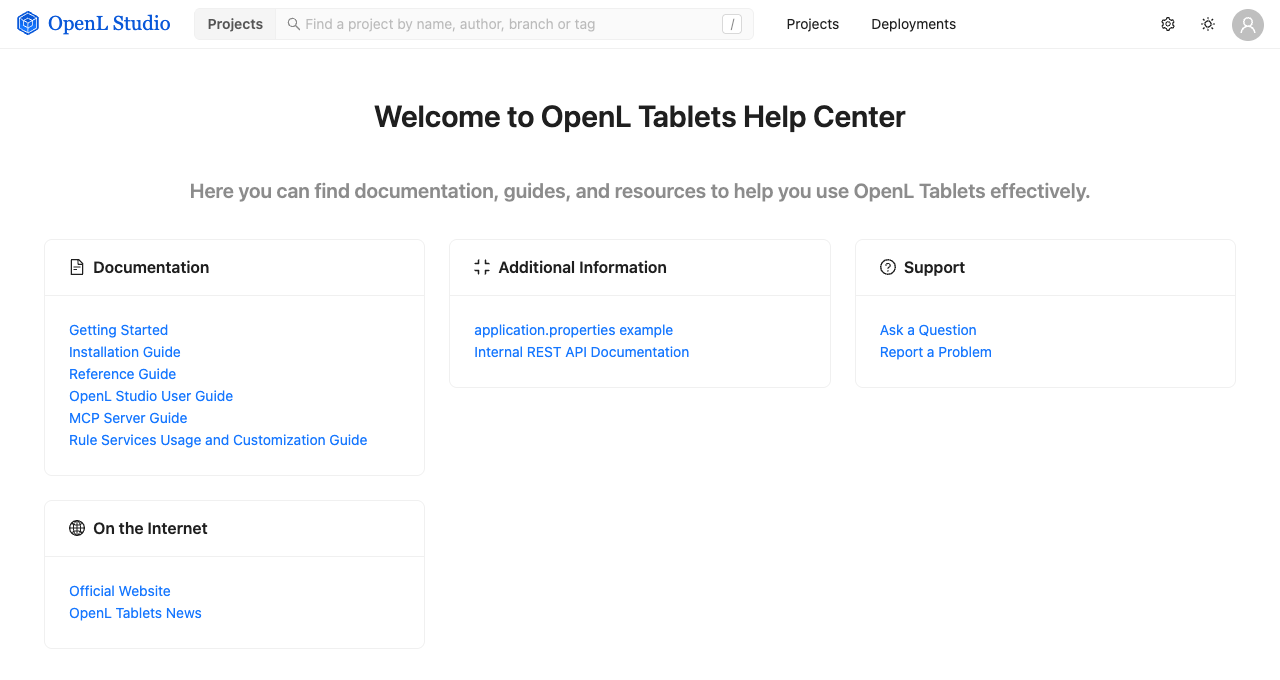 OpenL Studio
Projects
Find a project by name, author, branch or tag
/
Projects
Deployments
Welcome to OpenL Tablets Help Center
Here you can find documentation, guides, and resources to help you use OpenL Tablets effectively.
Documentation
Getting Started
Installation Guide
Reference Guide
OpenL Studio User Guide
MCP Server Guide
Rule Services Usage and Customization Guide
Additional Information
application.properties example
Internal REST API Documentation
Support
Ask a Question
Report a Problem
On the Internet
Official Website
OpenL Tablets News